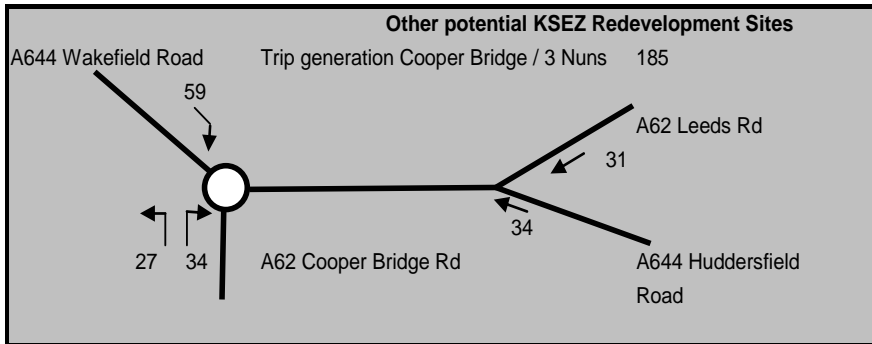 Other potential KSEZ Redevelopment Sites
A644 Wakefield Road Trip generation Cooper Bridge / 3 Nuns 185
59
A62 Leeds Rd
31
34
27 34 A62 Cooper Bridge Rd A644 Huddersfield
Road